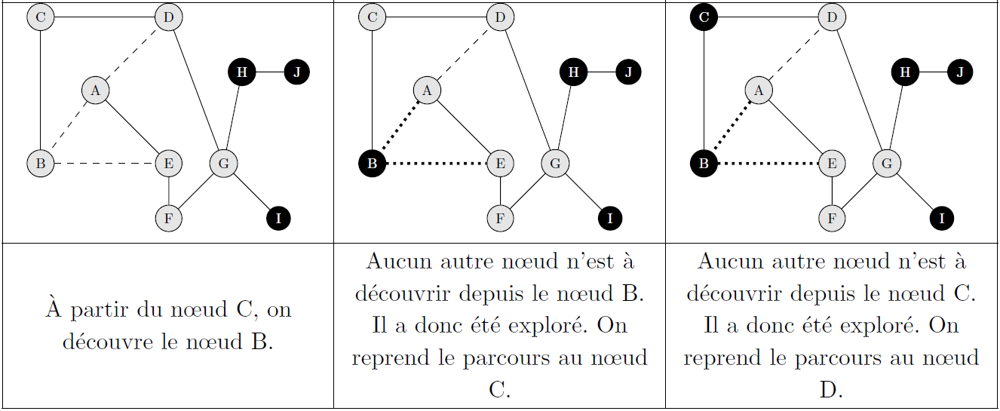 C D H J A B E G F I
C D H J A B E G F I
C D H J A B E G F I
À partir du nœud C, on
découvre le nœud B.
Aucun autre nœud n'est à
découvrir depuis le nœud B.
Il a donc été exploré. On
reprend le parcours au nœud
C.
Aucun autre nœud n'est à
découvrir depuis le nœud C.
Il a donc été exploré. On
reprend le parcours au nœud
D.